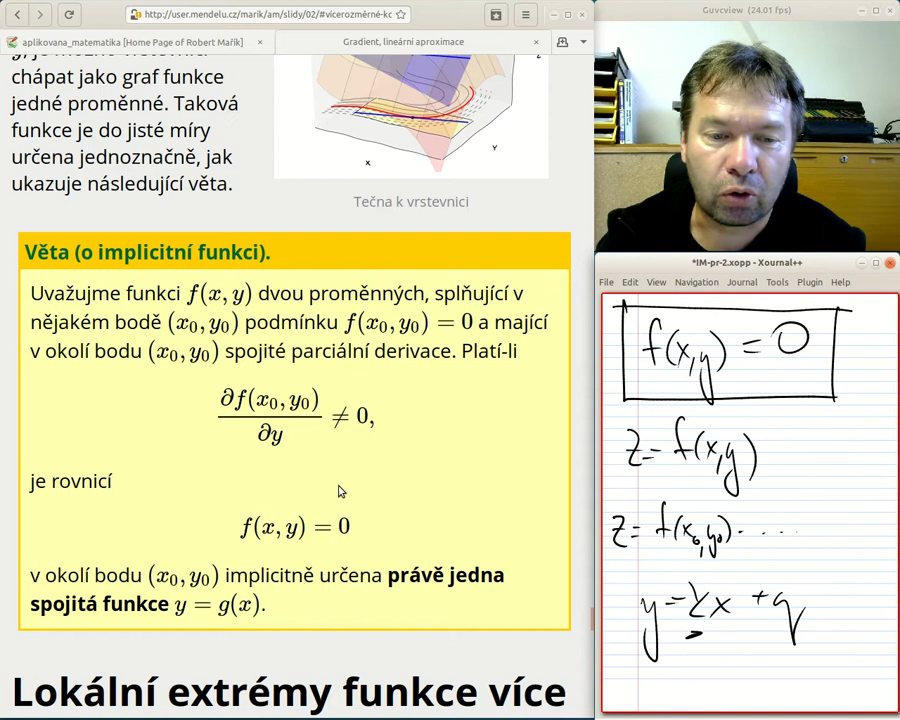 http://user.mendelu.cz/marik/am/slidy/02/#vícerozměrné-kc
aplikovana_matematika [Home Page of Robert Mařík]
Gradient, lineární aproximace
chápat jako graf funkce
jedné proměnné. Taková
funkce je do jisté míry
určena jednoznačně, jak
ukazuje následující věta.
X
Y
Tečna k vrstevnici
Věta (o implicitní funkci).
Uvažujme funkci f(x, y) dvou proměnných, splňující v
nějakém bodě (x₀, y₀) podmínku f(x₀, y₀) = 0 a mající
v okolí bodu (x₀, y₀) spojité parciální derivace. Platí-li
∂f(x₀, y₀)/∂y ≠ 0,
je rovnicí
f(x, y) = 0
v okolí bodu (x₀, y₀) implicitně určena právě jedna
spojitá funkce y = g(x).
Lokální extrémy funkce více
Guvcview (24.01 fps)
*IM-pr-2.xopp - Xournal++
File Edit View Navigation Journal Tools Plugin Help
f(x,y) = 0
z = f(x,y)
z = f(x₀,y₀) .....